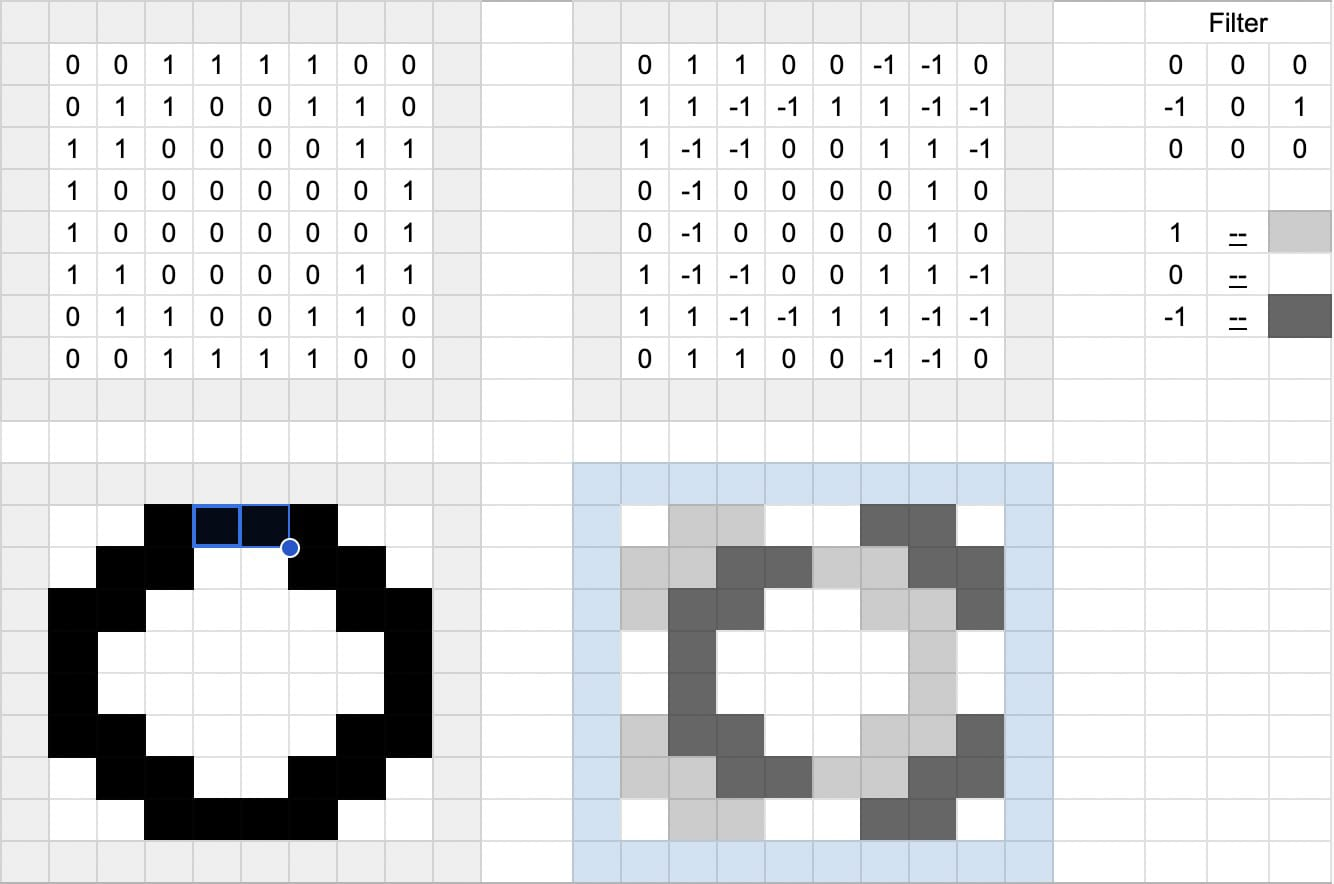 Filter
0 0 1 1 1 1 0 0 0 1 1 0 0 -1 -1 0 0 0 0
0 1 1 0 0 1 1 0 1 1 -1 -1 1 1 -1 -1 -1 0 1
1 1 0 0 0 0 1 1 1 -1 -1 0 0 1 1 -1 0 0 0
1 0 0 0 0 0 0 1 0 -1 0 0 0 0 1 0
1 0 0 0 0 0 0 1 0 -1 0 0 0 0 1 0 1 --
1 1 0 0 0 0 1 1 1 -1 -1 0 0 1 1 -1 0 --
0 1 1 0 0 1 1 0 1 1 -1 -1 1 1 -1 -1 -1 --
0 0 1 1 1 1 0 0 0 1 1 0 0 -1 -1 0